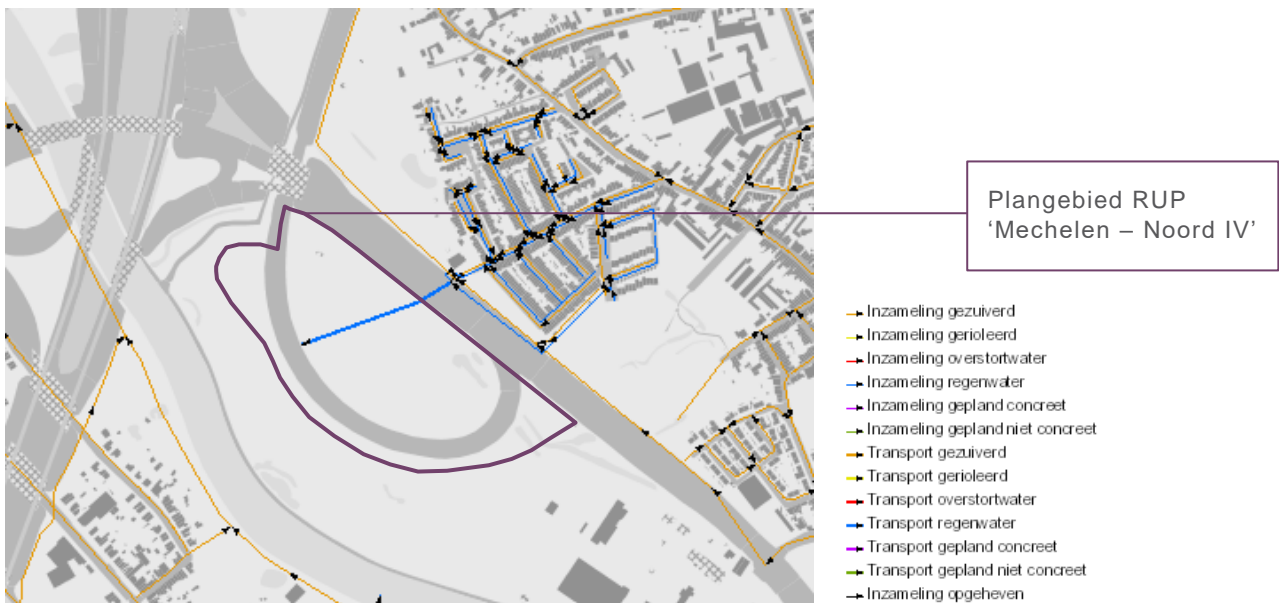 Plangebied RUP
‘Mechelen – Noord IV’
Inzameling gezuiverd
Inzameling gerioleerd
Inzameling overstortwater
Inzameling regenwater
Inzameling gepland concreet
Inzameling gepland niet concreet
Transport gezuiverd
Transport gerioleerd
Transport overstortwater
Transport regenwater
Transport gepland concreet
Transport gepland niet concreet
Inzameling opgeheven